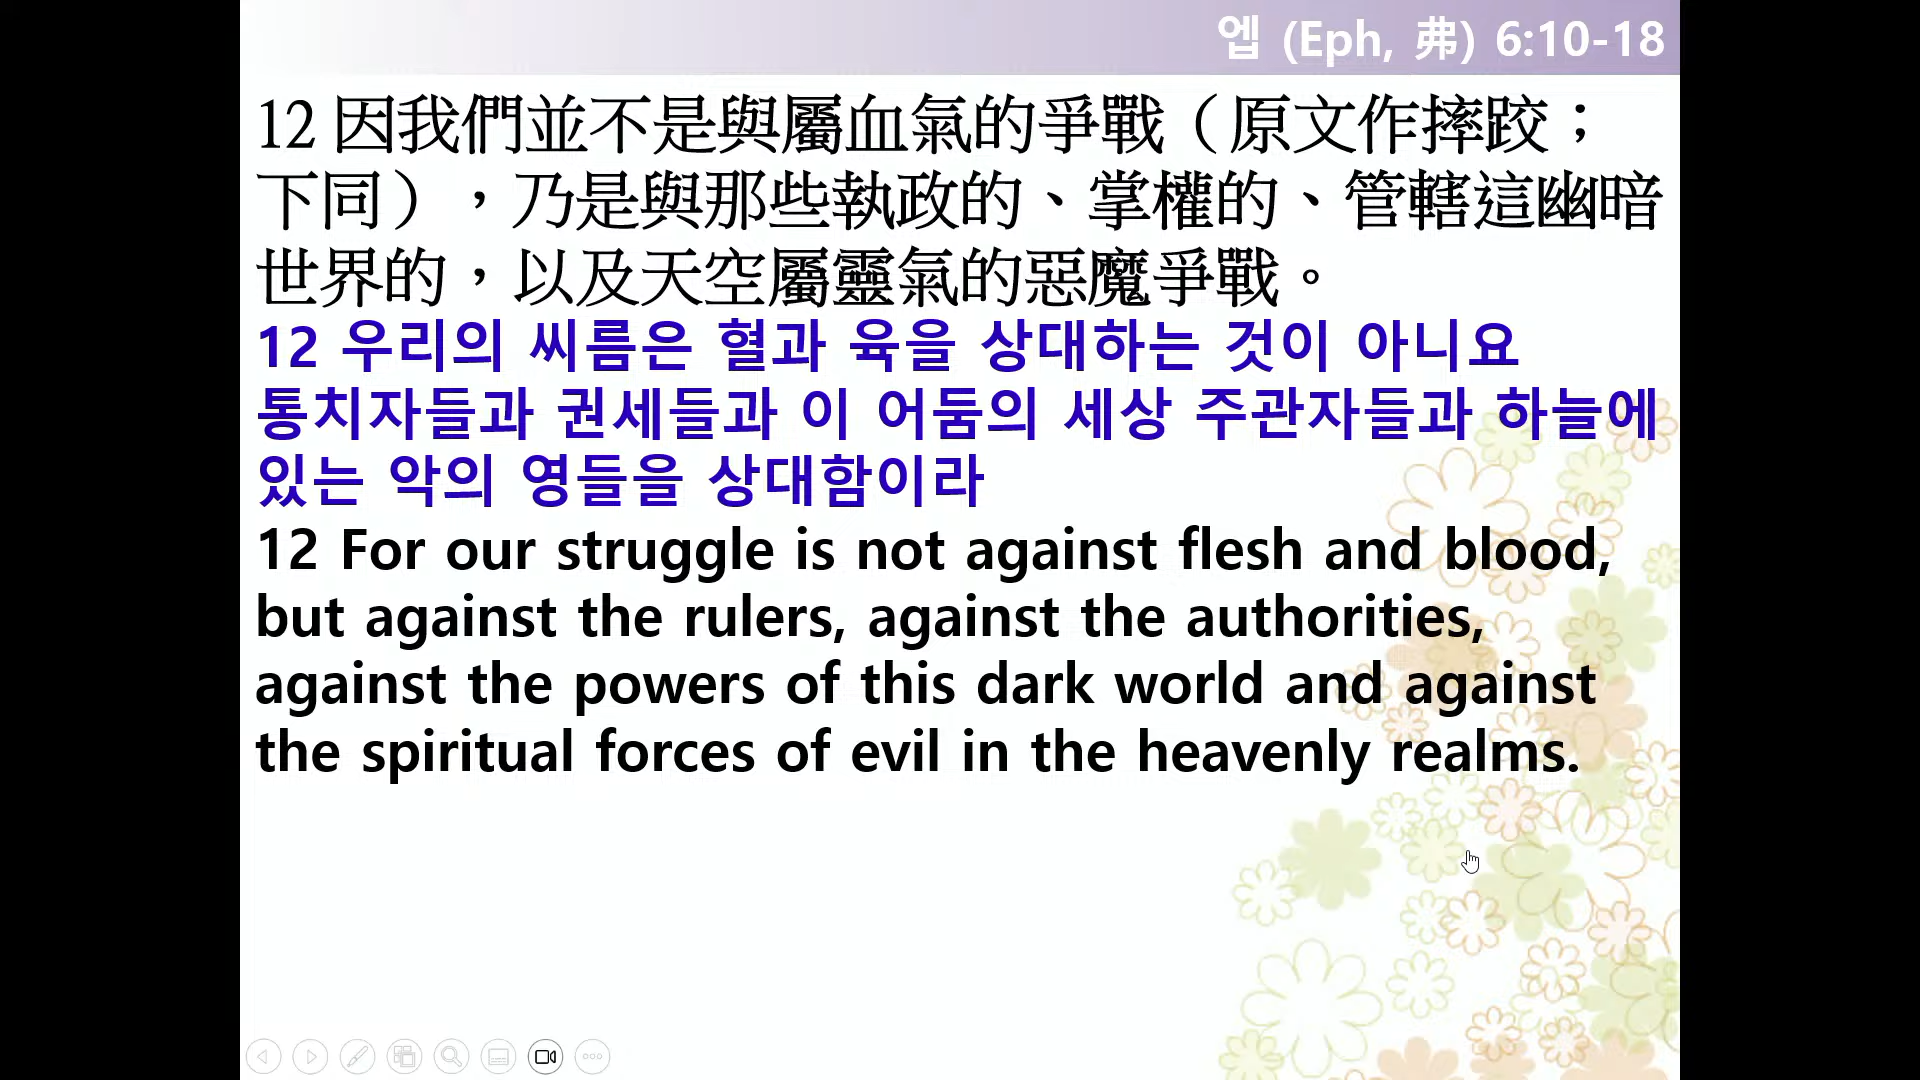 엡 (Eph, 弗) 6:10-18
12 因我們並不是與屬血氣的爭戰（原文作摔跤；
下同），乃是與那些執政的、掌權的、管轄這幽暗
世界的，以及天空屬靈氣的惡魔爭戰。
12 우리의 씨름은 혈과 육을 상대하는 것이 아니요
통치자들과 권세들과 이 어둠의 세상 주관자들과 하늘에
있는 악의 영들을 상대함이라
12 For our struggle is not against flesh and blood,
but against the rulers, against the authorities,
against the powers of this dark world and against
the spiritual forces of evil in the heavenly realms.